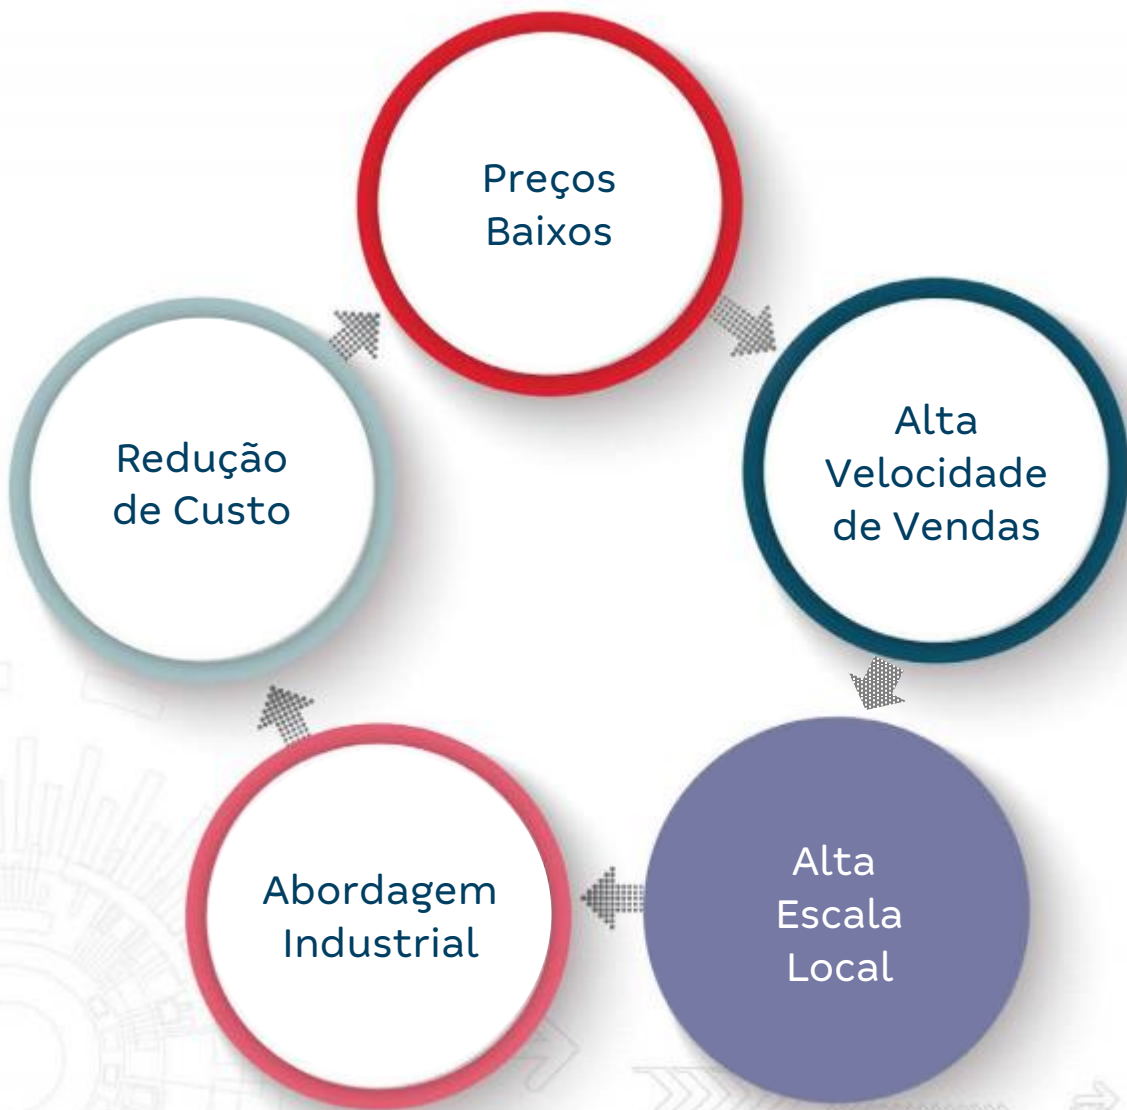 Preços
Baixos
Alta
Velocidade
de Vendas
Alta
Escala
Local
Abordagem
Industrial
Redução
de Custo